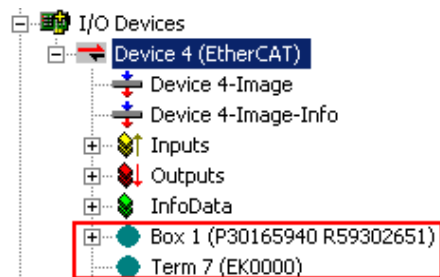 I/O Devices
Device 4 (EtherCAT)
Device 4-Image
Device 4-Image-Info
Inputs
Outputs
InfoData
Box 1 (P30165940 R59302651)
Term 7 (EK0000)